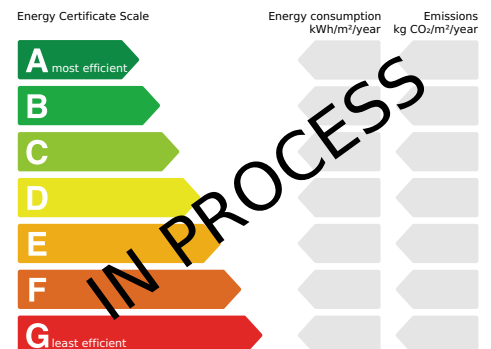 Energy Certificate Scale
Energy consumption
kWh/m²/year
Emissions
kg CO₂/m²/year
A most efficient
B
C
D
E
F
G least efficient
IN PROCESS